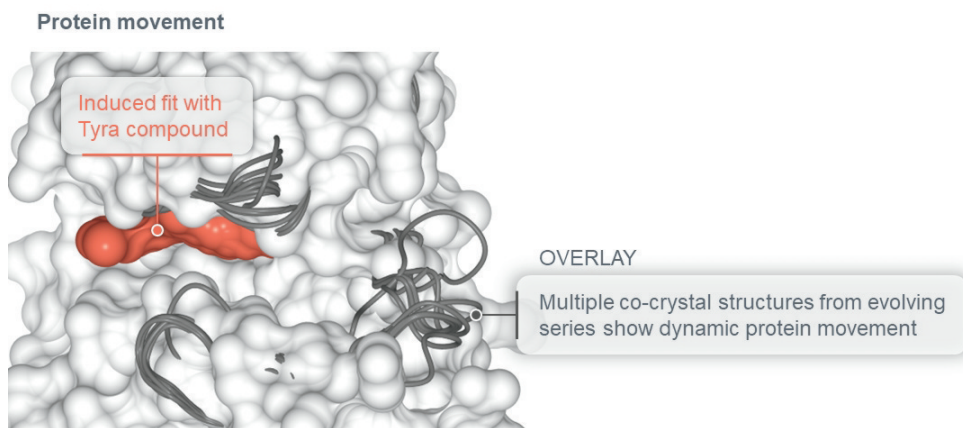 Protein movement
Induced fit with
Tyra compound
OVERLAY
Multiple co-crystal structures from evolving
series show dynamic protein movement